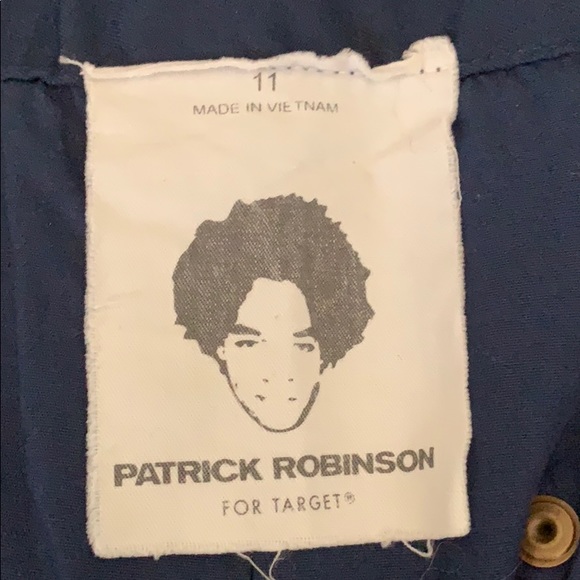 11
MADE IN VIETNAM
PATRICK ROBINSON
FOR TARGET®